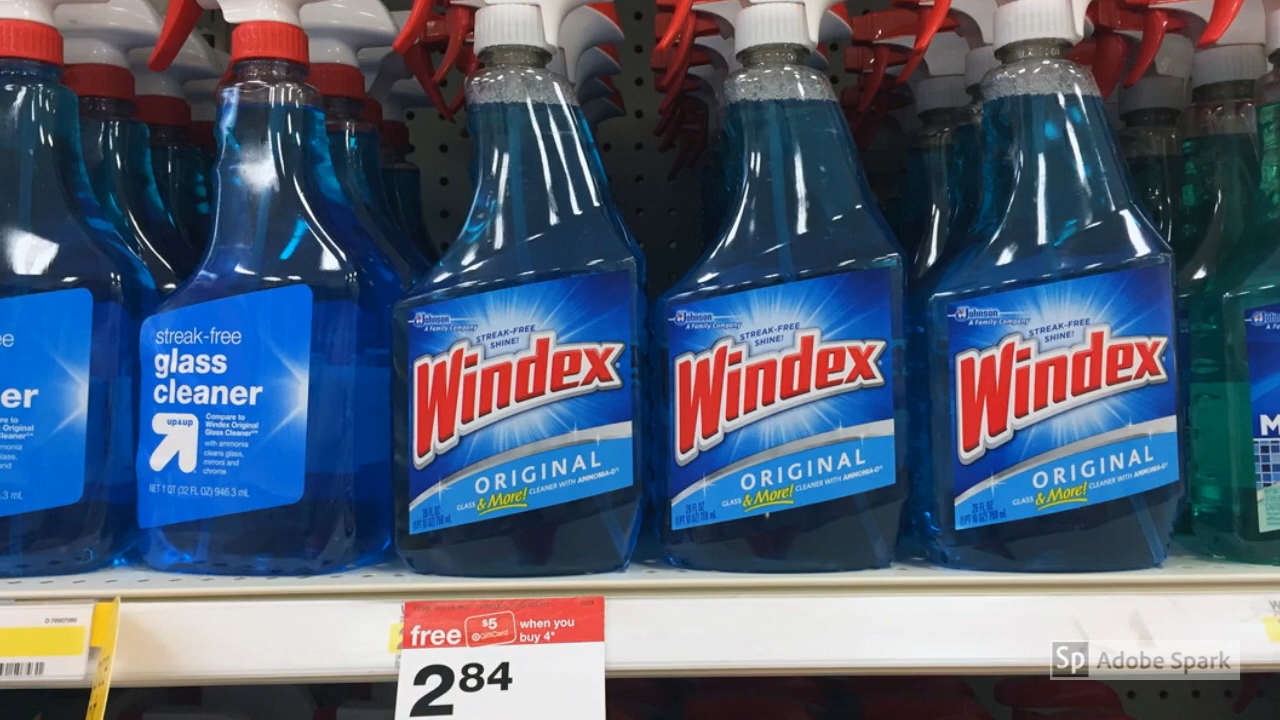 er
streak-free
glass
cleaner
up&up
Compare to
Windex Original
Glass Cleaner
with ammonia
cleans glass,
mirrors and
chrome
NET 1 QT (32 FL OZ) 946.3 mL
Johnson
A Family Company
STREAK-FREE
SHINE!
Windex
ORIGINAL
GLASS & More! CLEANER WITH AMMONIA-D
Johnson
A Family Company
STREAK-FREE
SHINE!
Windex
ORIGINAL
GLASS & More! CLEANER WITH AMMONIA-D
Johnson
A Family Company
STREAK-FREE
SHINE!
Windex
ORIGINAL
GLASS & More! CLEANER WITH AMMONIA-D
M
free $5 GiftCard when you
buy 4*
2 84
Sp Adobe Spark